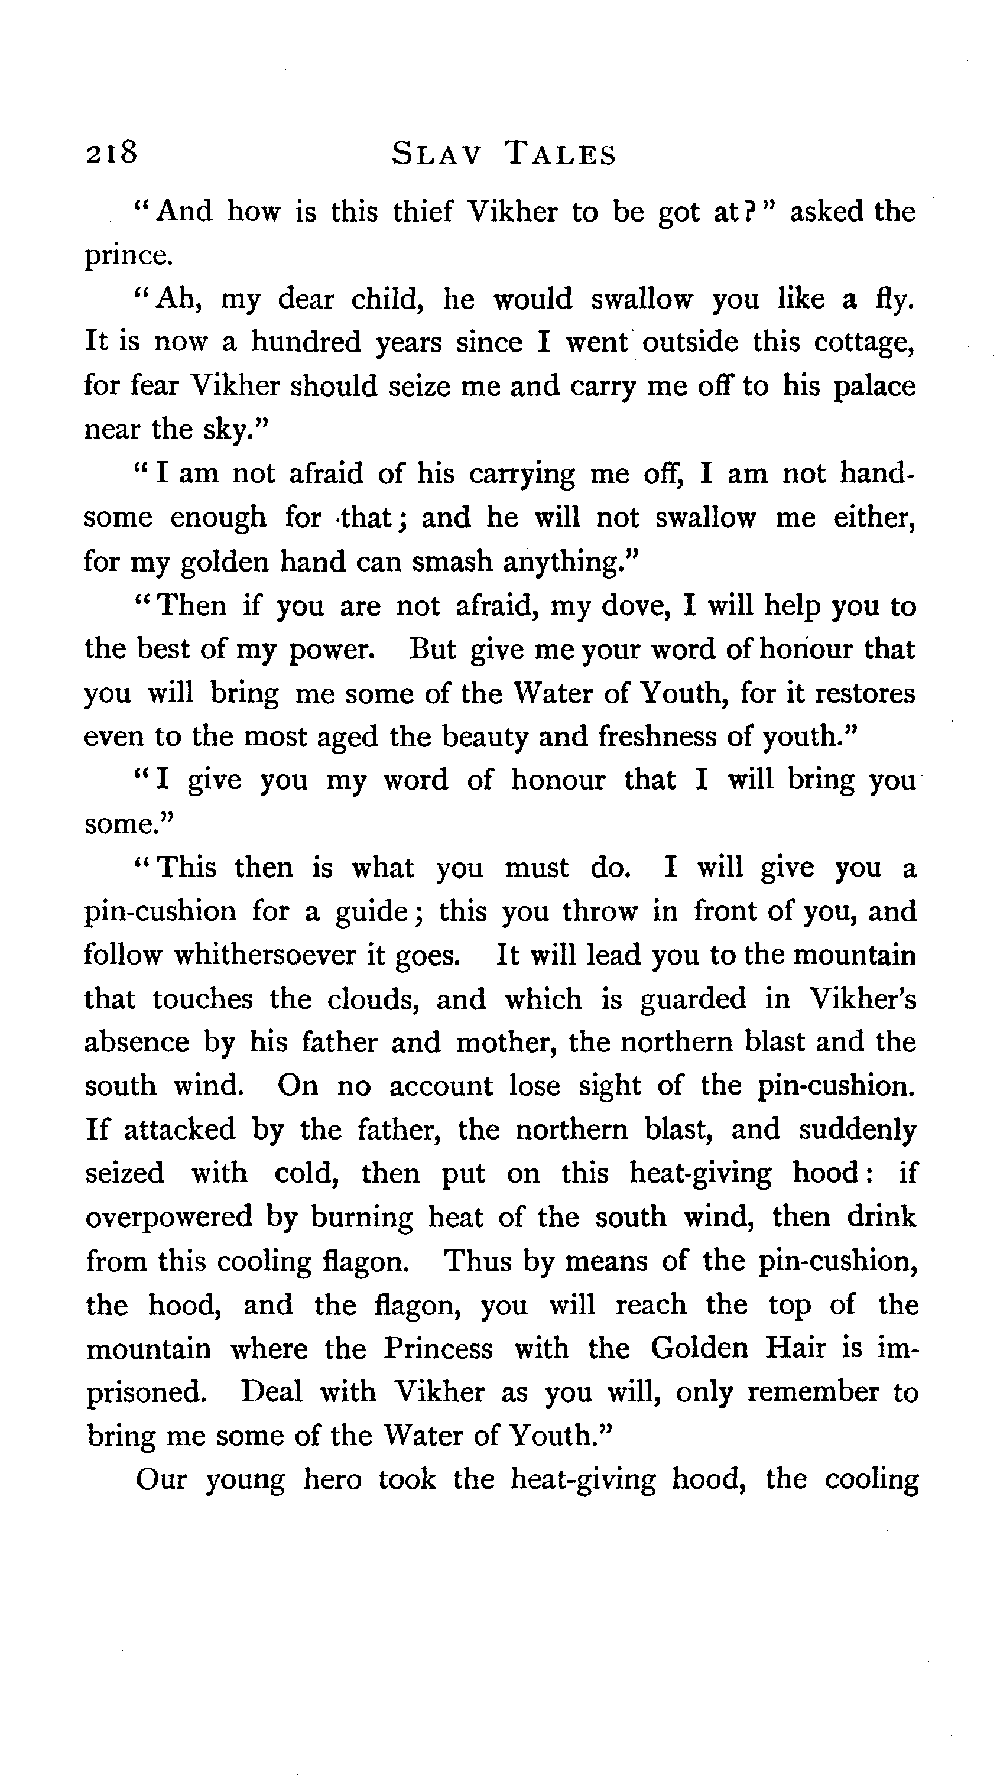 218 SLAV TALES
“And how is this thief Vikher to be got at?” asked the
prince.
“Ah, my dear child, he would swallow you like a fly.
It is now a hundred years since I went outside this cottage,
for fear Vikher should seize me and carry me off to his palace
near the sky.”
“I am not afraid of his carrying me off, I am not hand-
some enough for that; and he will not swallow me either,
for my golden hand can smash anything.”
“Then if you are not afraid, my dove, I will help you to
the best of my power. But give me your word of honour that
you will bring me some of the Water of Youth, for it restores
even to the most aged the beauty and freshness of youth.”
“I give you my word of honour that I will bring you
some.”
“This then is what you must do. I will give you a
pin-cushion for a guide; this you throw in front of you, and
follow whithersoever it goes. It will lead you to the mountain
that touches the clouds, and which is guarded in Vikher’s
absence by his father and mother, the northern blast and the
south wind. On no account lose sight of the pin-cushion.
If attacked by the father, the northern blast, and suddenly
seized with cold, then put on this heat-giving hood: if
overpowered by burning heat of the south wind, then drink
from this cooling flagon. Thus by means of the pin-cushion,
the hood, and the flagon, you will reach the top of the
mountain where the Princess with the Golden Hair is im-
prisoned. Deal with Vikher as you will, only remember to
bring me some of the Water of Youth.”
Our young hero took the heat-giving hood, the cooling